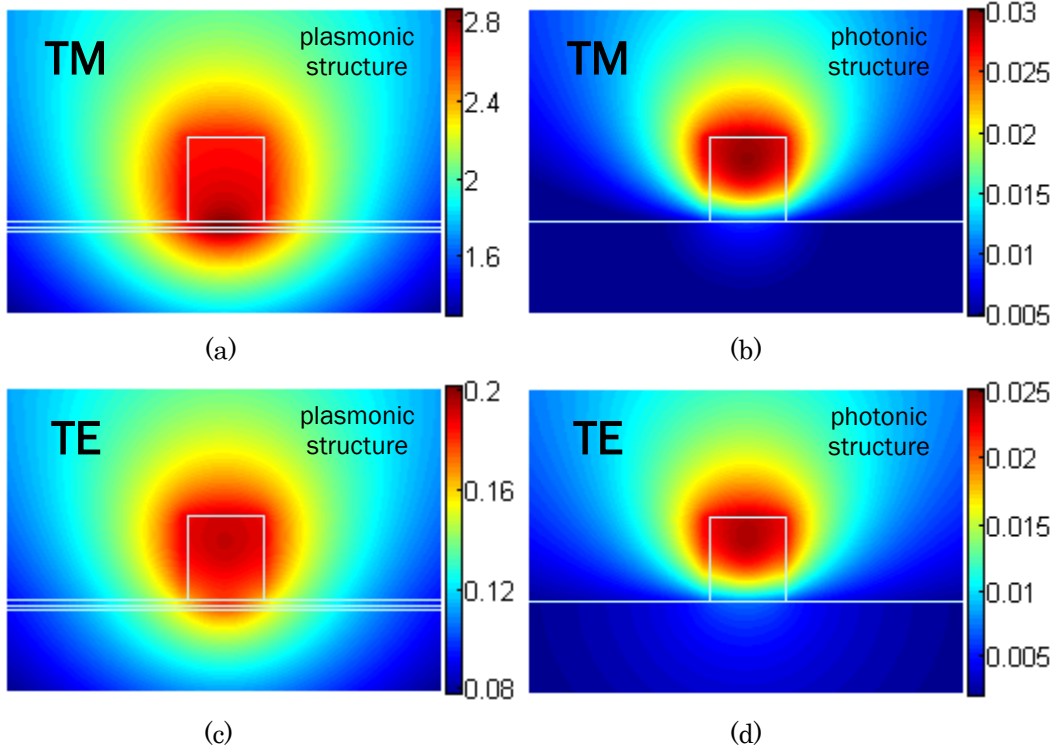 TM
plasmonic
structure
2.8
2.4
2
1.6
(a)
TM
photonic
structure
0.03
0.025
0.02
0.015
0.01
0.005
(b)
TE
plasmonic
structure
0.2
0.16
0.12
0.08
(c)
TE
photonic
structure
0.025
0.02
0.015
0.01
0.005
(d)